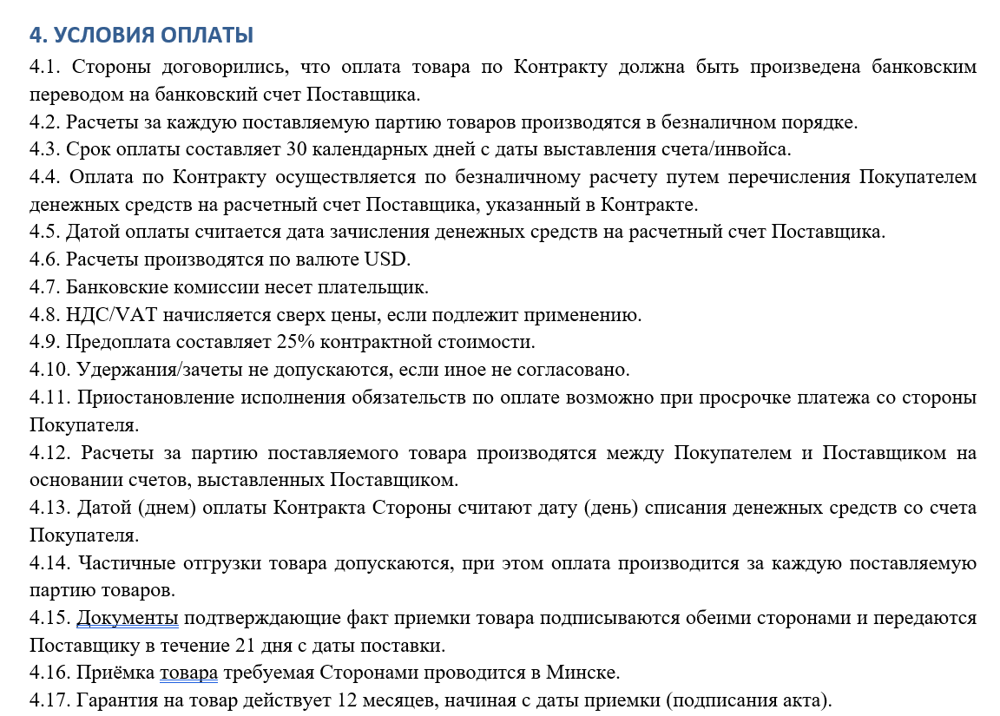 4. УСЛОВИЯ ОПЛАТЫ
4.1. Стороны договорились, что оплата товара по Контракту должна быть произведена банковским
переводом на банковский счет Поставщика.
4.2. Расчеты за каждую поставляемую партию товаров производятся в безналичном порядке.
4.3. Срок оплаты составляет 30 календарных дней с даты выставления счета/инвойса.
4.4. Оплата по Контракту осуществляется по безналичному расчету путем перечисления Покупателем
денежных средств на расчетный счет Поставщика, указанный в Контракте.
4.5. Датой оплаты считается дата зачисления денежных средств на расчетный счет Поставщика.
4.6. Расчеты производятся по валюте USD.
4.7. Банковские комиссии несет плательщик.
4.8. НДС/VAT начисляется сверх цены, если подлежит применению.
4.9. Предоплата составляет 25% контрактной стоимости.
4.10. Удержания/зачеты не допускаются, если иное не согласовано.
4.11. Приостановление исполнения обязательств по оплате возможно при просрочке платежа со стороны
Покупателя.
4.12. Расчеты за партию поставляемого товара производятся между Покупателем и Поставщиком на
основании счетов, выставленных Поставщиком.
4.13. Датой (днем) оплаты Контракта Стороны считают дату (день) списания денежных средств со счета
Покупателя.
4.14. Частичные отгрузки товара допускаются, при этом оплата производится за каждую поставляемую
партию товаров.
4.15. Документы подтверждающие факт приемки товара подписываются обеими сторонами и передаются
Поставщику в течение 21 дня с даты поставки.
4.16. Приёмка товара требуемая Сторонами проводится в Минске.
4.17. Гарантия на товар действует 12 месяцев, начиная с даты приемки (подписания акта).